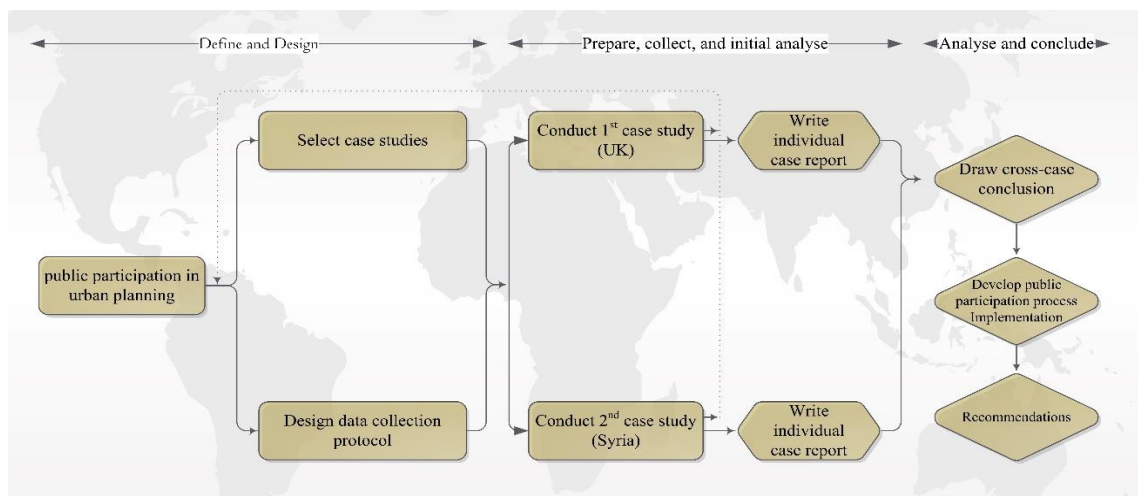 Define and Design
Prepare, collect, and initial analyse
Analyse and conclude
Select case studies
Conduct 1st case study
(UK)
Write
individual
case report
Draw cross-case
conclusion
public participation in
urban planning
Develop public
participation process
Implementation
Design data collection
protocol
Conduct 2nd case study
(Syria)
Write
individual
case report
Recommendations